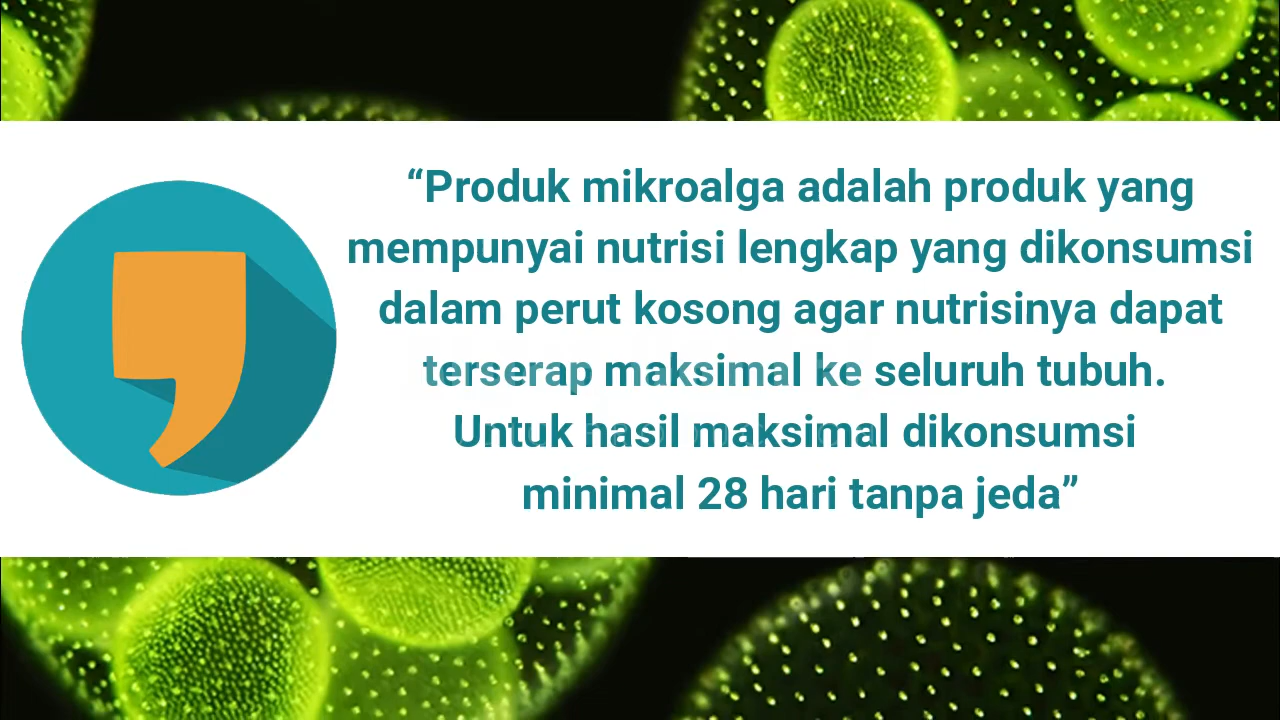 “Produk mikroalga adalah produk yang
mempunyai nutrisi lengkap yang dikonsumsi
dalam perut kosong agar nutrisinya dapat
terserap maksimal ke seluruh tubuh.
Untuk hasil maksimal dikonsumsi
minimal 28 hari tanpa jeda”